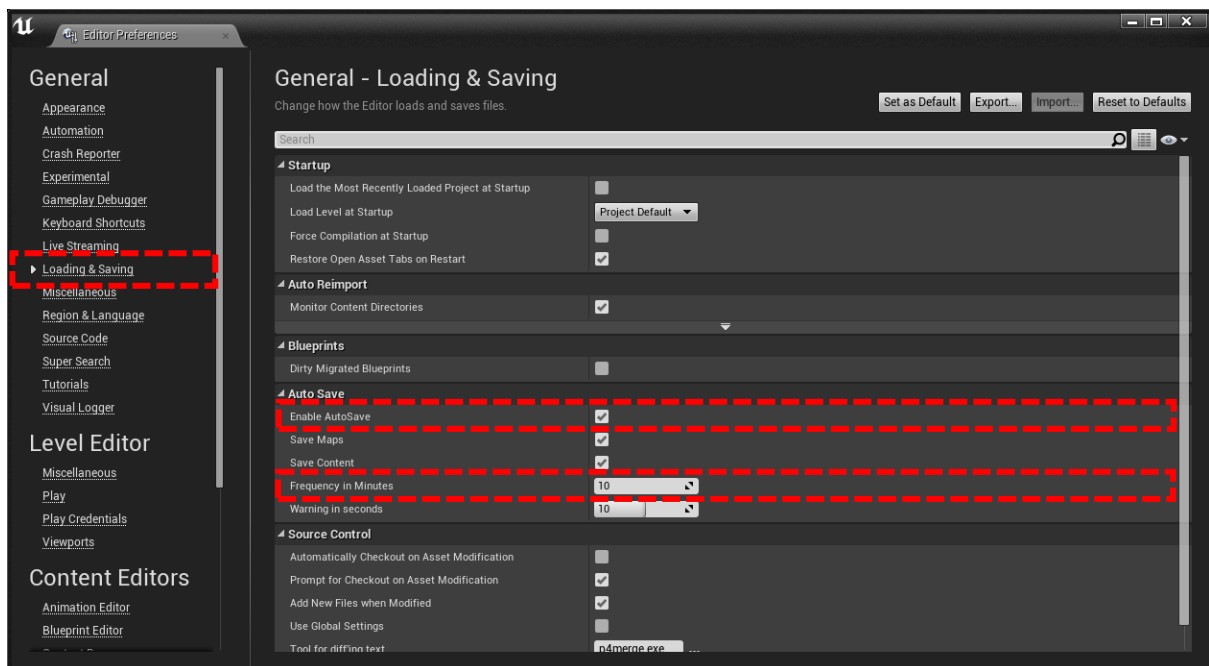 Editor Preferences
General
Appearance
Automation
Crash Reporter
Experimental
Gameplay Debugger
Keyboard Shortcuts
Live Streaming
Loading & Saving
Miscellaneous
Region & Language
Source Code
Super Search
Tutorials
Visual Logger
Level Editor
Miscellaneous
Play
Play Credentials
Viewports
Content Editors
Animation Editor
Blueprint Editor
General - Loading & Saving
Change how the Editor loads and saves files.
Set as Default Export... Import... Reset to Defaults
Search
Startup
Load the Most Recently Loaded Project at Startup
Load Level at Startup Project Default
Force Compilation at Startup
Restore Open Asset Tabs on Restart
Auto Reimport
Monitor Content Directories
Blueprints
Dirty Migrated Blueprints
Auto Save
Enable AutoSave
Save Maps
Save Content
Frequency in Minutes 10
Warning in seconds 10
Source Control
Automatically Checkout on Asset Modification
Prompt for Checkout on Asset Modification
Add New Files when Modified
Use Global Settings
Tool for diff'ing text p4merge.exe ...